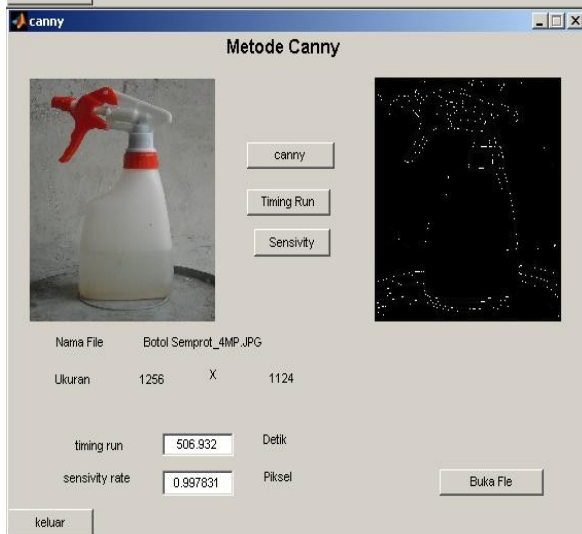 canny
Metode Canny
canny
Timing Run
Sensivity
Nama File Botol Semprot_4MP.JPG
Ukuran 1256 X 1124
timing run 506.932 Detik
sensivity rate 0.997831 Piksel
Buka Fle
keluar